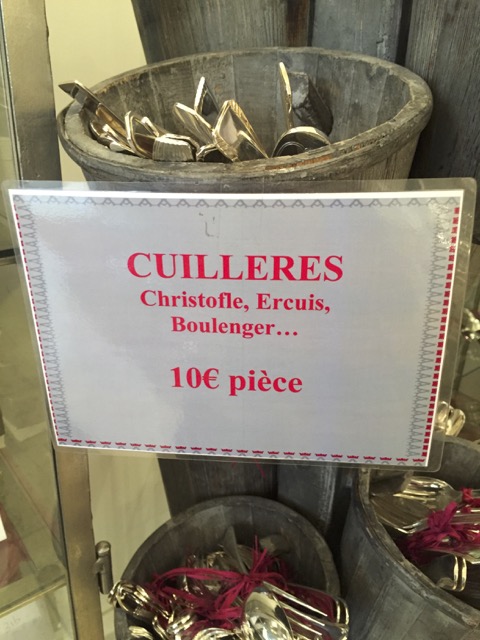 CUILLERES
Christofle, Ercuis,
Boulenger...
10€ pièce